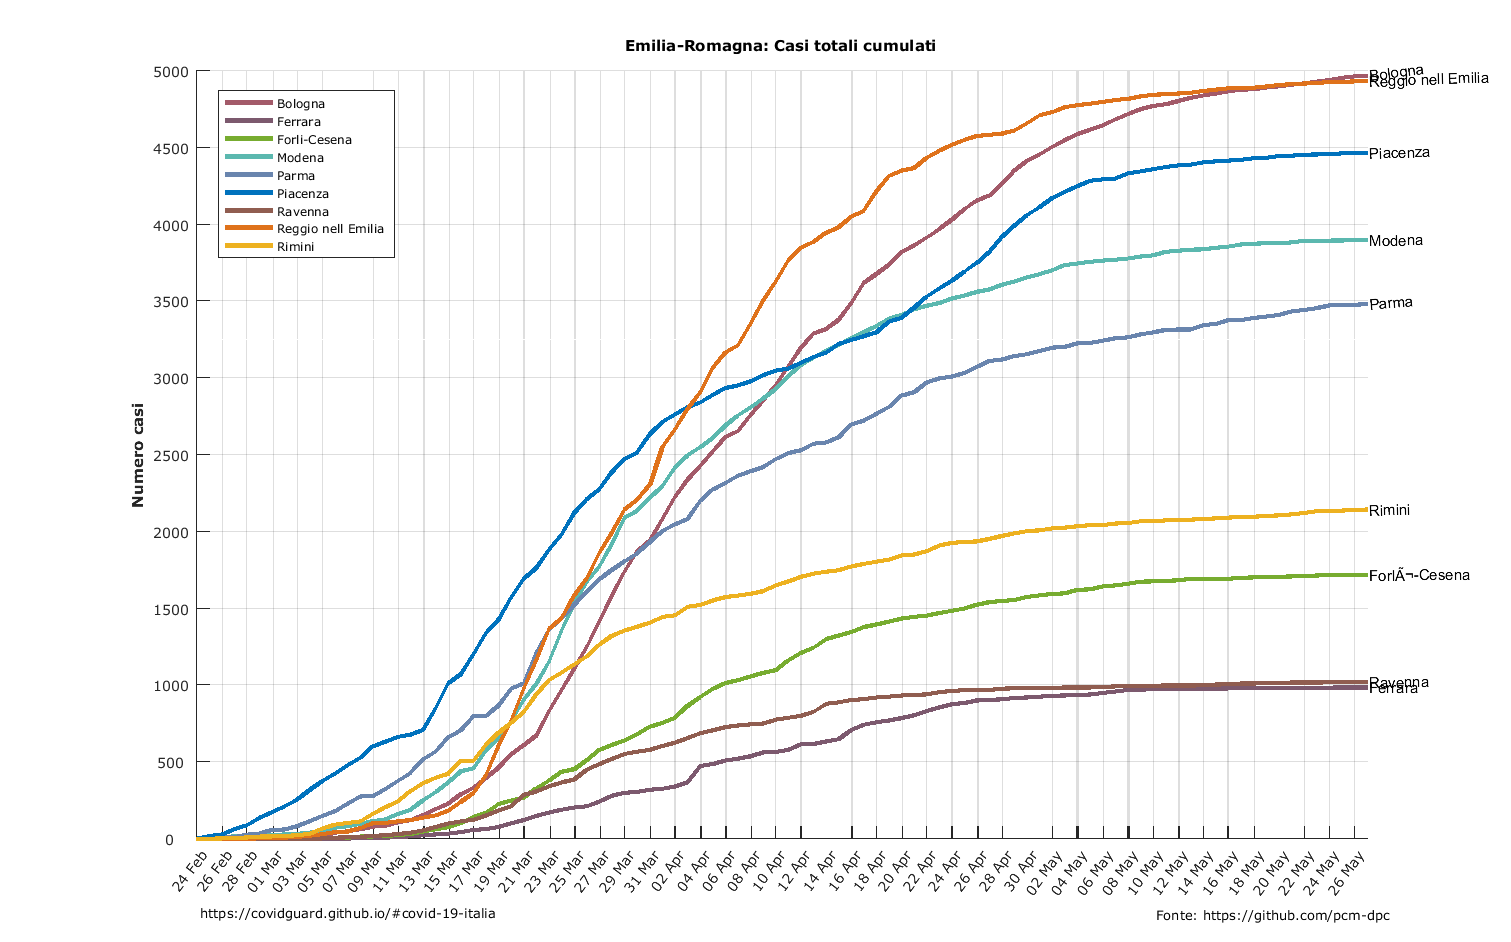 Emilia-Romagna: Casi totali cumulati
5000
4500
4000
3500
3000
2500
2000
1500
1000
500
0
Numero casi
Bologna
Ferrara
Forlì-Cesena
Modena
Parma
Piacenza
Ravenna
Reggio nell Emilia
Rimini
Bologna
Reggio nell Emilia
Piacenza
Modena
Parma
Rimini
ForlÃ¬-Cesena
Ravenna
Ferrara
24 Feb
26 Feb
28 Feb
01 Mar
03 Mar
05 Mar
07 Mar
09 Mar
11 Mar
13 Mar
15 Mar
17 Mar
19 Mar
21 Mar
23 Mar
25 Mar
27 Mar
29 Mar
31 Mar
02 Apr
04 Apr
06 Apr
08 Apr
10 Apr
12 Apr
14 Apr
16 Apr
18 Apr
20 Apr
22 Apr
24 Apr
26 Apr
28 Apr
30 Apr
02 May
04 May
06 May
08 May
10 May
12 May
14 May
16 May
18 May
20 May
22 May
24 May
26 May
https://covidguard.github.io/#covid-19-italia
Fonte: https://github.com/pcm-dpc